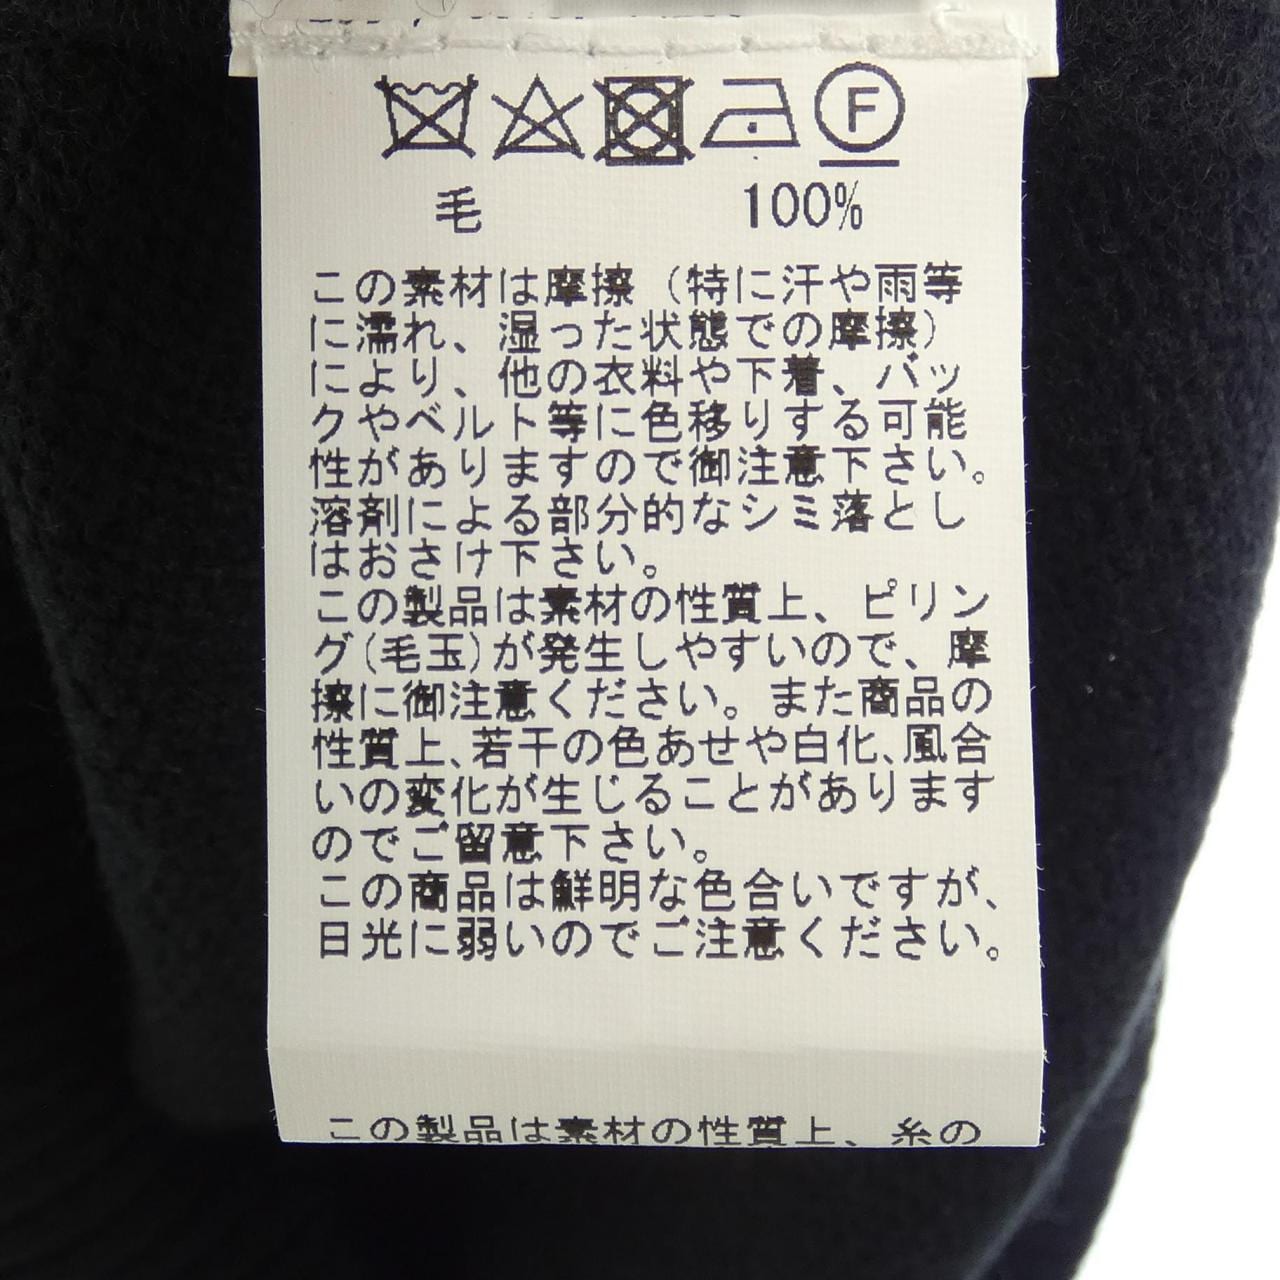 F
毛 100%
この素材は摩擦（特に汗や雨等
に濡れ、湿った状態での摩擦）
により、他の衣料や下着、バッ
クやベルト等に色移りする可能
性がありますので御注意下さい。
溶剤による部分的なシミ落とし
はおさけ下さい。
この製品は素材の性質上、ピリン
グ(毛玉)が発生しやすいので、摩
擦に御注意ください。また商品の
性質上、若干の色あせや白化、風合
いの変化が生じることがあります
のでご留意下さい。
この商品は鮮明な色合いですが、
日光に弱いのでご注意ください。
この製品は素材の性質上、糸の